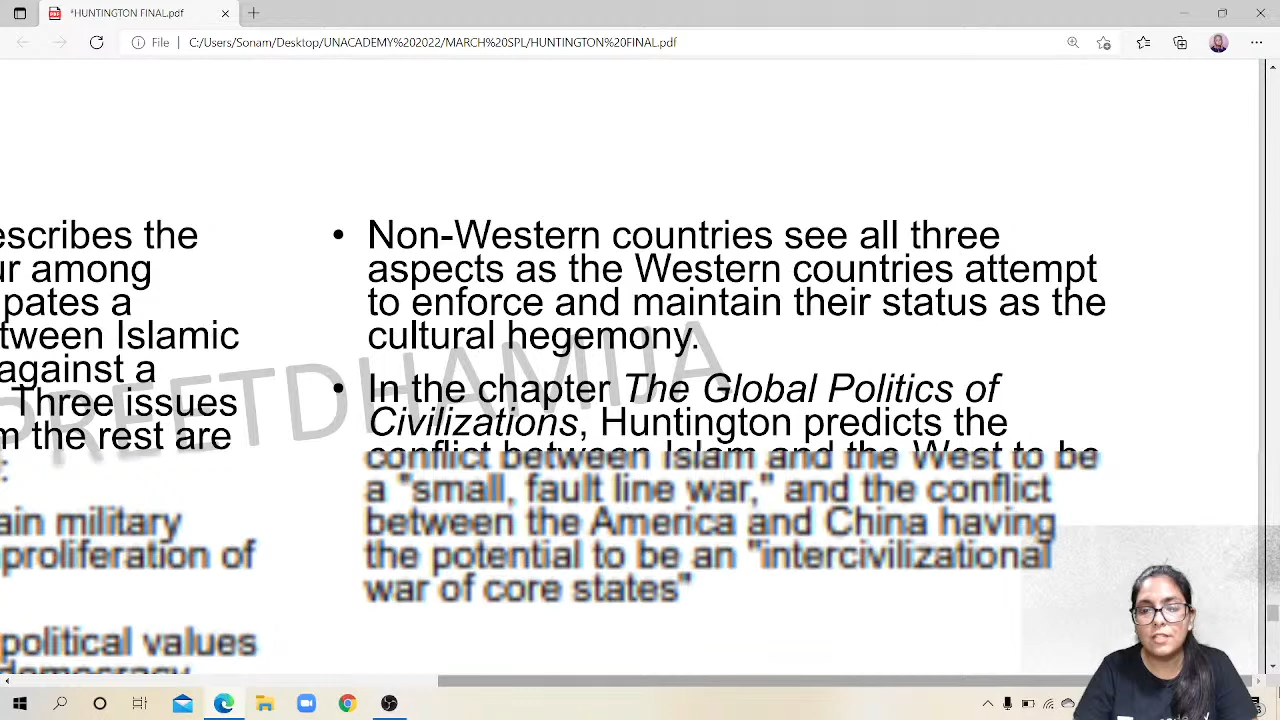 *HUNTINGTON FINAL.pdf
File
C:/Users/Sonam/Desktop/UNACADEMY%202022/MARCH%20SPL/HUNTINGTON%20FINAL.pdf
escribes the
ur among
ipates a
tween Islamic
against a
Three issues
m the rest are
ain military
proliferation of
political values
democracy
• Non-Western countries see all three
aspects as the Western countries attempt
to enforce and maintain their status as the
cultural hegemony.
• In the chapter The Global Politics of
Civilizations, Huntington predicts the
conflict between Islam and the West to be
a "small, fault line war," and the conflict
between the America and China having
the potential to be an "intercivilizational
war of core states"
REETDHAMIJA